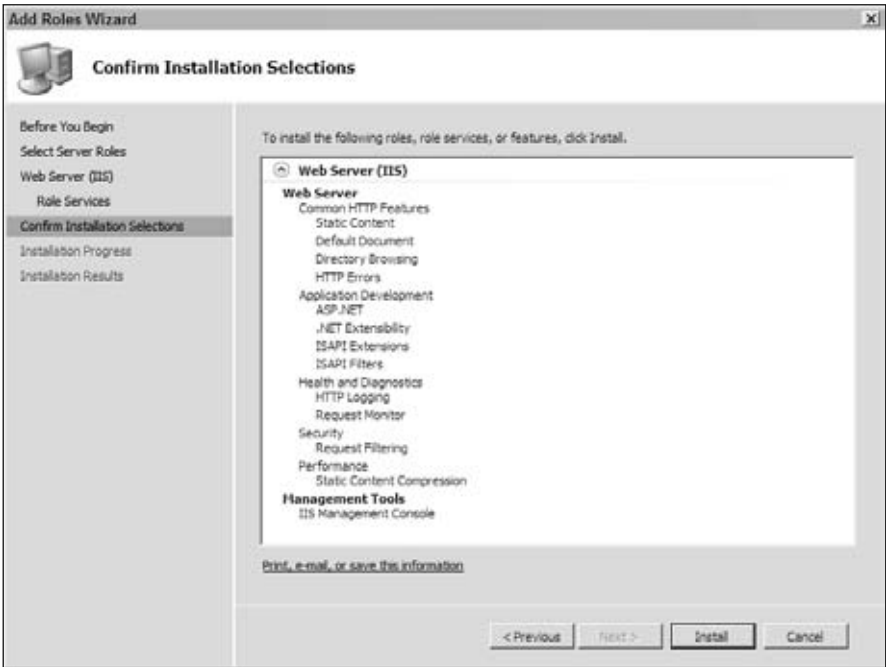 Add Roles Wizard
Confirm Installation Selections
Before You Begin
Select Server Roles
Web Server (IIS)
Role Services
Confirm Installation Selections
Installation Progress
Installation Results
To install the following roles, role services, or features, click Install.
Web Server (IIS)
Web Server
Common HTTP Features
Static Content
Default Document
Directory Browsing
HTTP Errors
Application Development
ASP.NET
.NET Extensibility
ISAPI Extensions
ISAPI Filters
Health and Diagnostics
HTTP Logging
Request Monitor
Security
Request Filtering
Performance
Static Content Compression
Management Tools
IIS Management Console
Print, e-mail, or save this information
< Previous
Next >
Install
Cancel